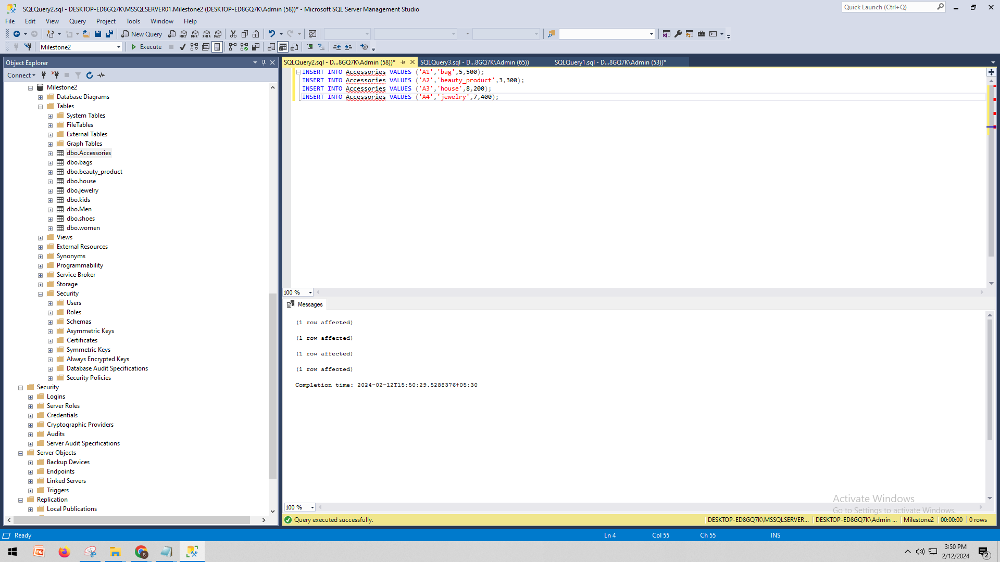 SQLQuery2.sql - DESKTOP-ED8GQ7K\MSSQLSERVER01.Milestone2 (DESKTOP-ED8GQ7K\Admin (58))* - Microsoft SQL Server Management Studio
Quick Launch (Ctrl+Q)
File Edit View Query Project Tools Window Help
New Query
MDX DMX XMLA DAX
Milestone2
Execute
Object Explorer
Connect
Milestone2
Database Diagrams
Tables
System Tables
FileTables
External Tables
Graph Tables
dbo.Accessories
dbo.bags
dbo.beauty_product
dbo.house
dbo.jewelry
dbo.kids
dbo.Men
dbo.shoes
dbo.women
Views
External Resources
Synonyms
Programmability
Service Broker
Storage
Security
Users
Roles
Schemas
Asymmetric Keys
Certificates
Symmetric Keys
Always Encrypted Keys
Database Audit Specifications
Security Policies
Security
Logins
Server Roles
Credentials
Cryptographic Providers
Audits
Server Audit Specifications
Server Objects
Backup Devices
Endpoints
Linked Servers
Triggers
Replication
Local Publications
SQLQuery2.sql - D...8GQ7K\Admin (58))* SQLQuery3.sql - D...8GQ7K\Admin (65)) SQLQuery1.sql - D...8GQ7K\Admin (53))*
INSERT INTO Accessories VALUES ('A1','bag',5,500);
INSERT INTO Accessories VALUES ('A2','beauty_product',3,300);
INSERT INTO Accessories VALUES ('A3','house',8,200);
INSERT INTO Accessories VALUES ('A4','jewelry',7,400);
100 %
Messages
(1 row affected)
(1 row affected)
(1 row affected)
(1 row affected)
Completion time: 2024-02-12T15:50:29.5288376+05:30
Activate Windows
Go to Settings to activate Windows.
100 %
Query executed successfully.
DESKTOP-ED8GQ7K\MSSQLSERVER... DESKTOP-ED8GQ7K\Admin ... Milestone2 00:00:00 0 rows
Ready
Ln 4 Col 55 Ch 55 INS
S
3:50 PM
2/12/2024
2